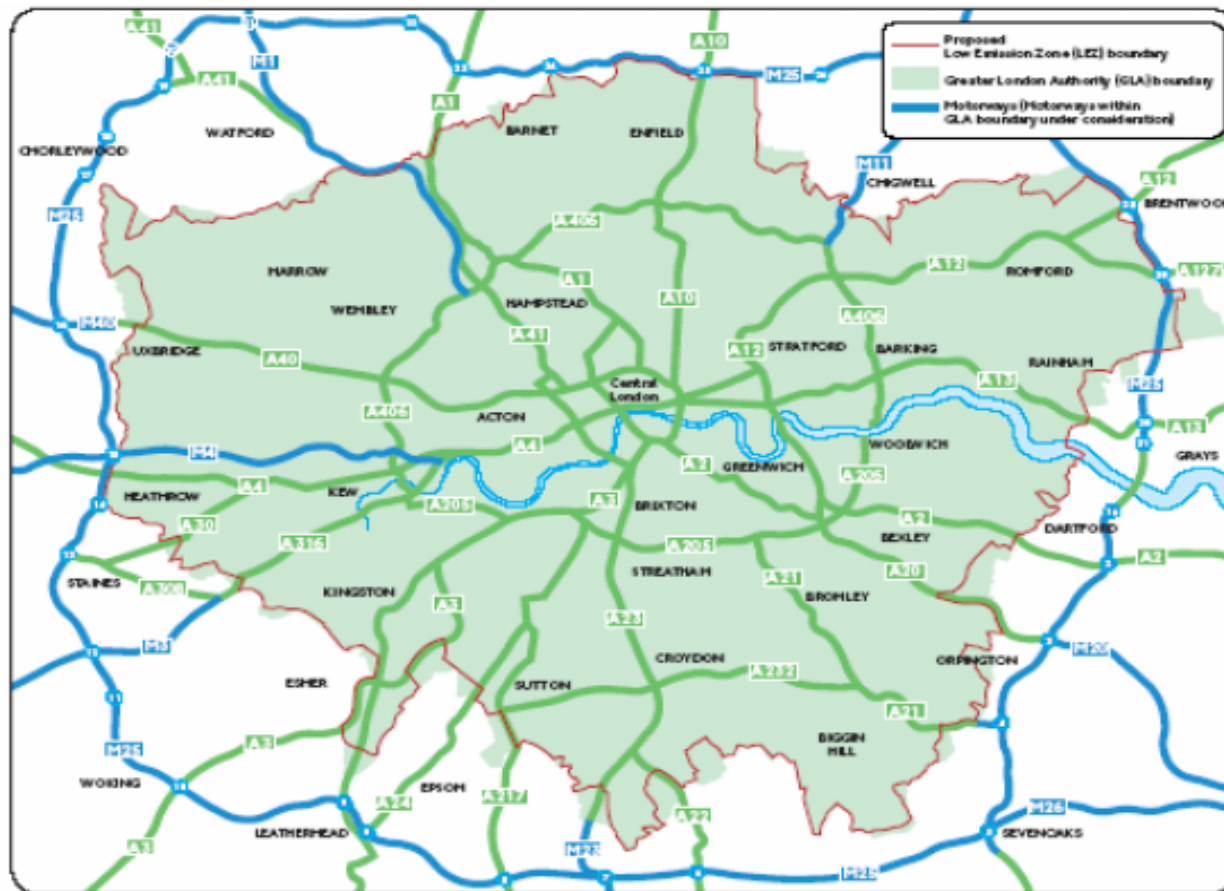 A41
A10
M1
A41
A1
M25
Proposed
Low Emission Zone (LEZ) boundary
Greater London Authority (GLA) boundary
Motorways (Motorways within
GLA boundary under consideration)
WATFORD
BARNET
ENFIELD
CHORLEYWOOD
M11
CHIGWELL
A12
BRENTWOOD
M25
A406
HARROW
A1
A12
ROMFORD
A127
HAMPSTEAD
A10
WEMBLEY
A406
M40
A41
UXBRIDGE
A40
A12
STRATFORD
BARKING
RAINHAM
Central
London
A13
M25
A406
ACTON
A13
A4
WOOLWICH
M4
A2
GREENWICH
GRAYS
HEATHROW
A4
KEW
A205
A205
A3
BRIXTON
A30
A316
A2
DARTFORD
BEXLEY
A205
A2
STAINES
A308
KINGSTON
STREATHAM
A21
A20
A3
A23
BROMLEY
M3
M20
CROYDON
ORPINGTON
ESHER
SUTTON
A232
A21
M25
A3
BIGGIN
HILL
WOKING
EPSOM
A24
A217
A22
M26
LEATHERHEAD
SEVENOAKS
A3
M23
M25